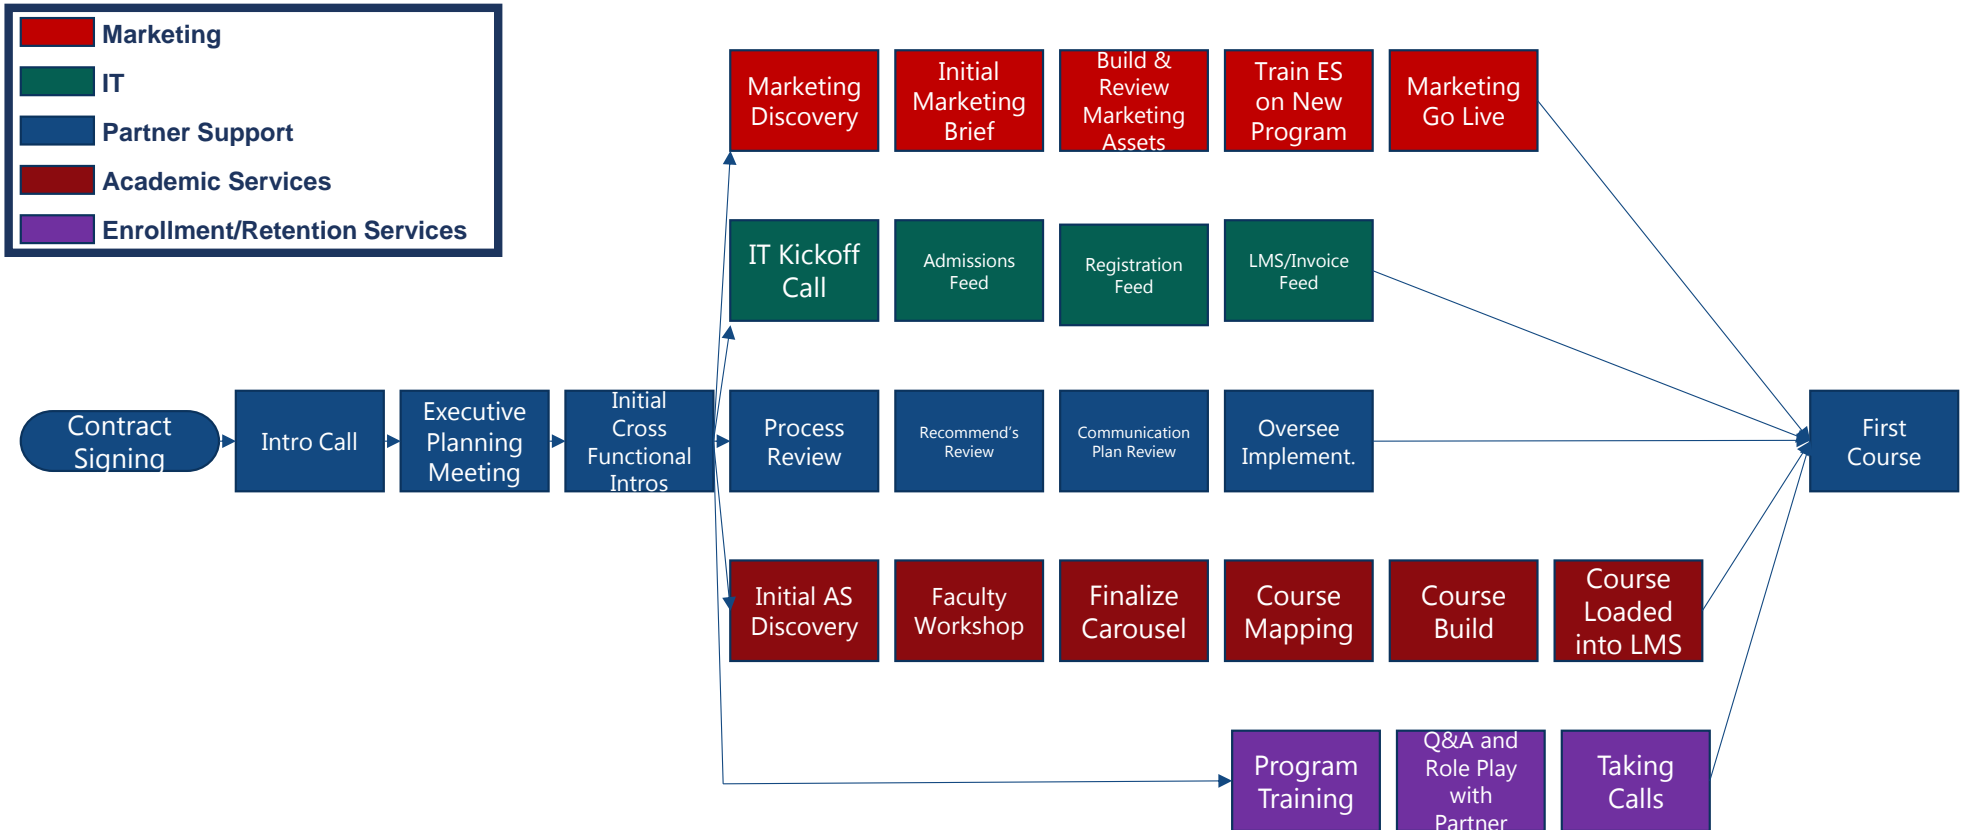 Marketing
IT
Partner Support
Academic Services
Enrollment/Retention Services
Marketing
Discovery
Initial
Marketing
Brief
Build &
Review
Marketing
Assets
Train ES
on New
Program
Marketing
Go Live
IT Kickoff
Call
Admissions
Feed
Registration
Feed
LMS/Invoice
Feed
Contract
Signing
Intro Call
Executive
Planning
Meeting
Initial
Cross
Functional
Intros
Process
Review
Recommend's
Review
Communication
Plan Review
Oversee
Implement.
First
Course
Initial AS
Discovery
Faculty
Workshop
Finalize
Carousel
Course
Mapping
Course
Build
Course
Loaded
into LMS
Program
Training
Q&A and
Role Play
with
Partner
Taking
Calls